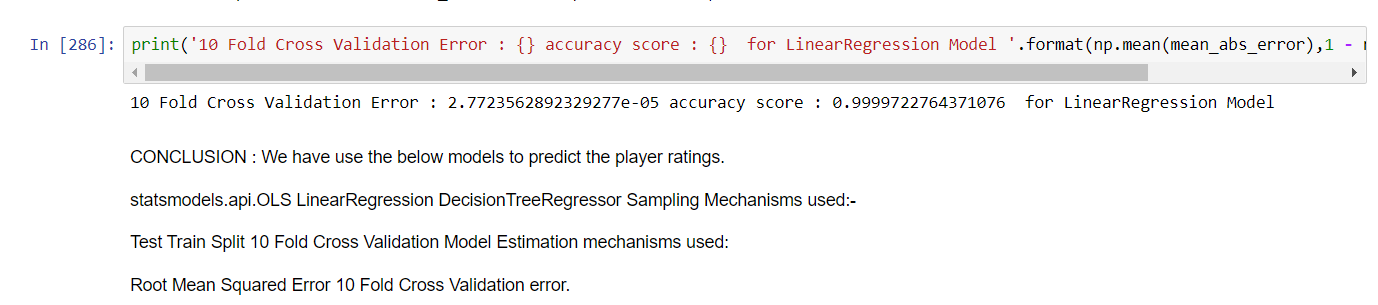 In [286]: print('10 Fold Cross Validation Error : {} accuracy score : {}  for LinearRegression Model '.format(np.mean(mean_abs_error),1 -
10 Fold Cross Validation Error : 2.7723562892329277e-05 accuracy score : 0.9999722764371076  for LinearRegression Model
CONCLUSION : We have use the below models to predict the player ratings.
statsmodels.api.OLS LinearRegression DecisionTreeRegressor Sampling Mechanisms used:-
Test Train Split 10 Fold Cross Validation Model Estimation mechanisms used:
Root Mean Squared Error 10 Fold Cross Validation error.